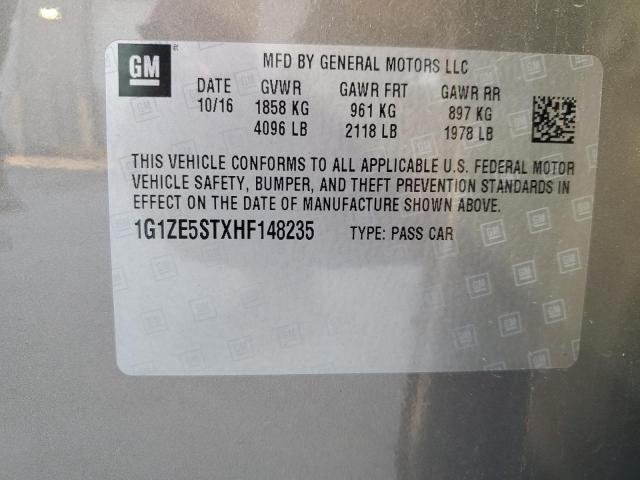 GM
MFD BY GENERAL MOTORS LLC
DATE GVWR GAWR FRT GAWR RR
10/16 1858 KG 961 KG 897 KG
4096 LB 2118 LB 1978 LB
THIS VEHICLE CONFORMS TO ALL APPLICABLE U.S. FEDERAL MOTOR
VEHICLE SAFETY, BUMPER, AND THEFT PREVENTION STANDARDS IN
EFFECT ON THE DATE OF MANUFACTURE SHOWN ABOVE.
1G1ZE5STXHF148235 TYPE: PASS CAR